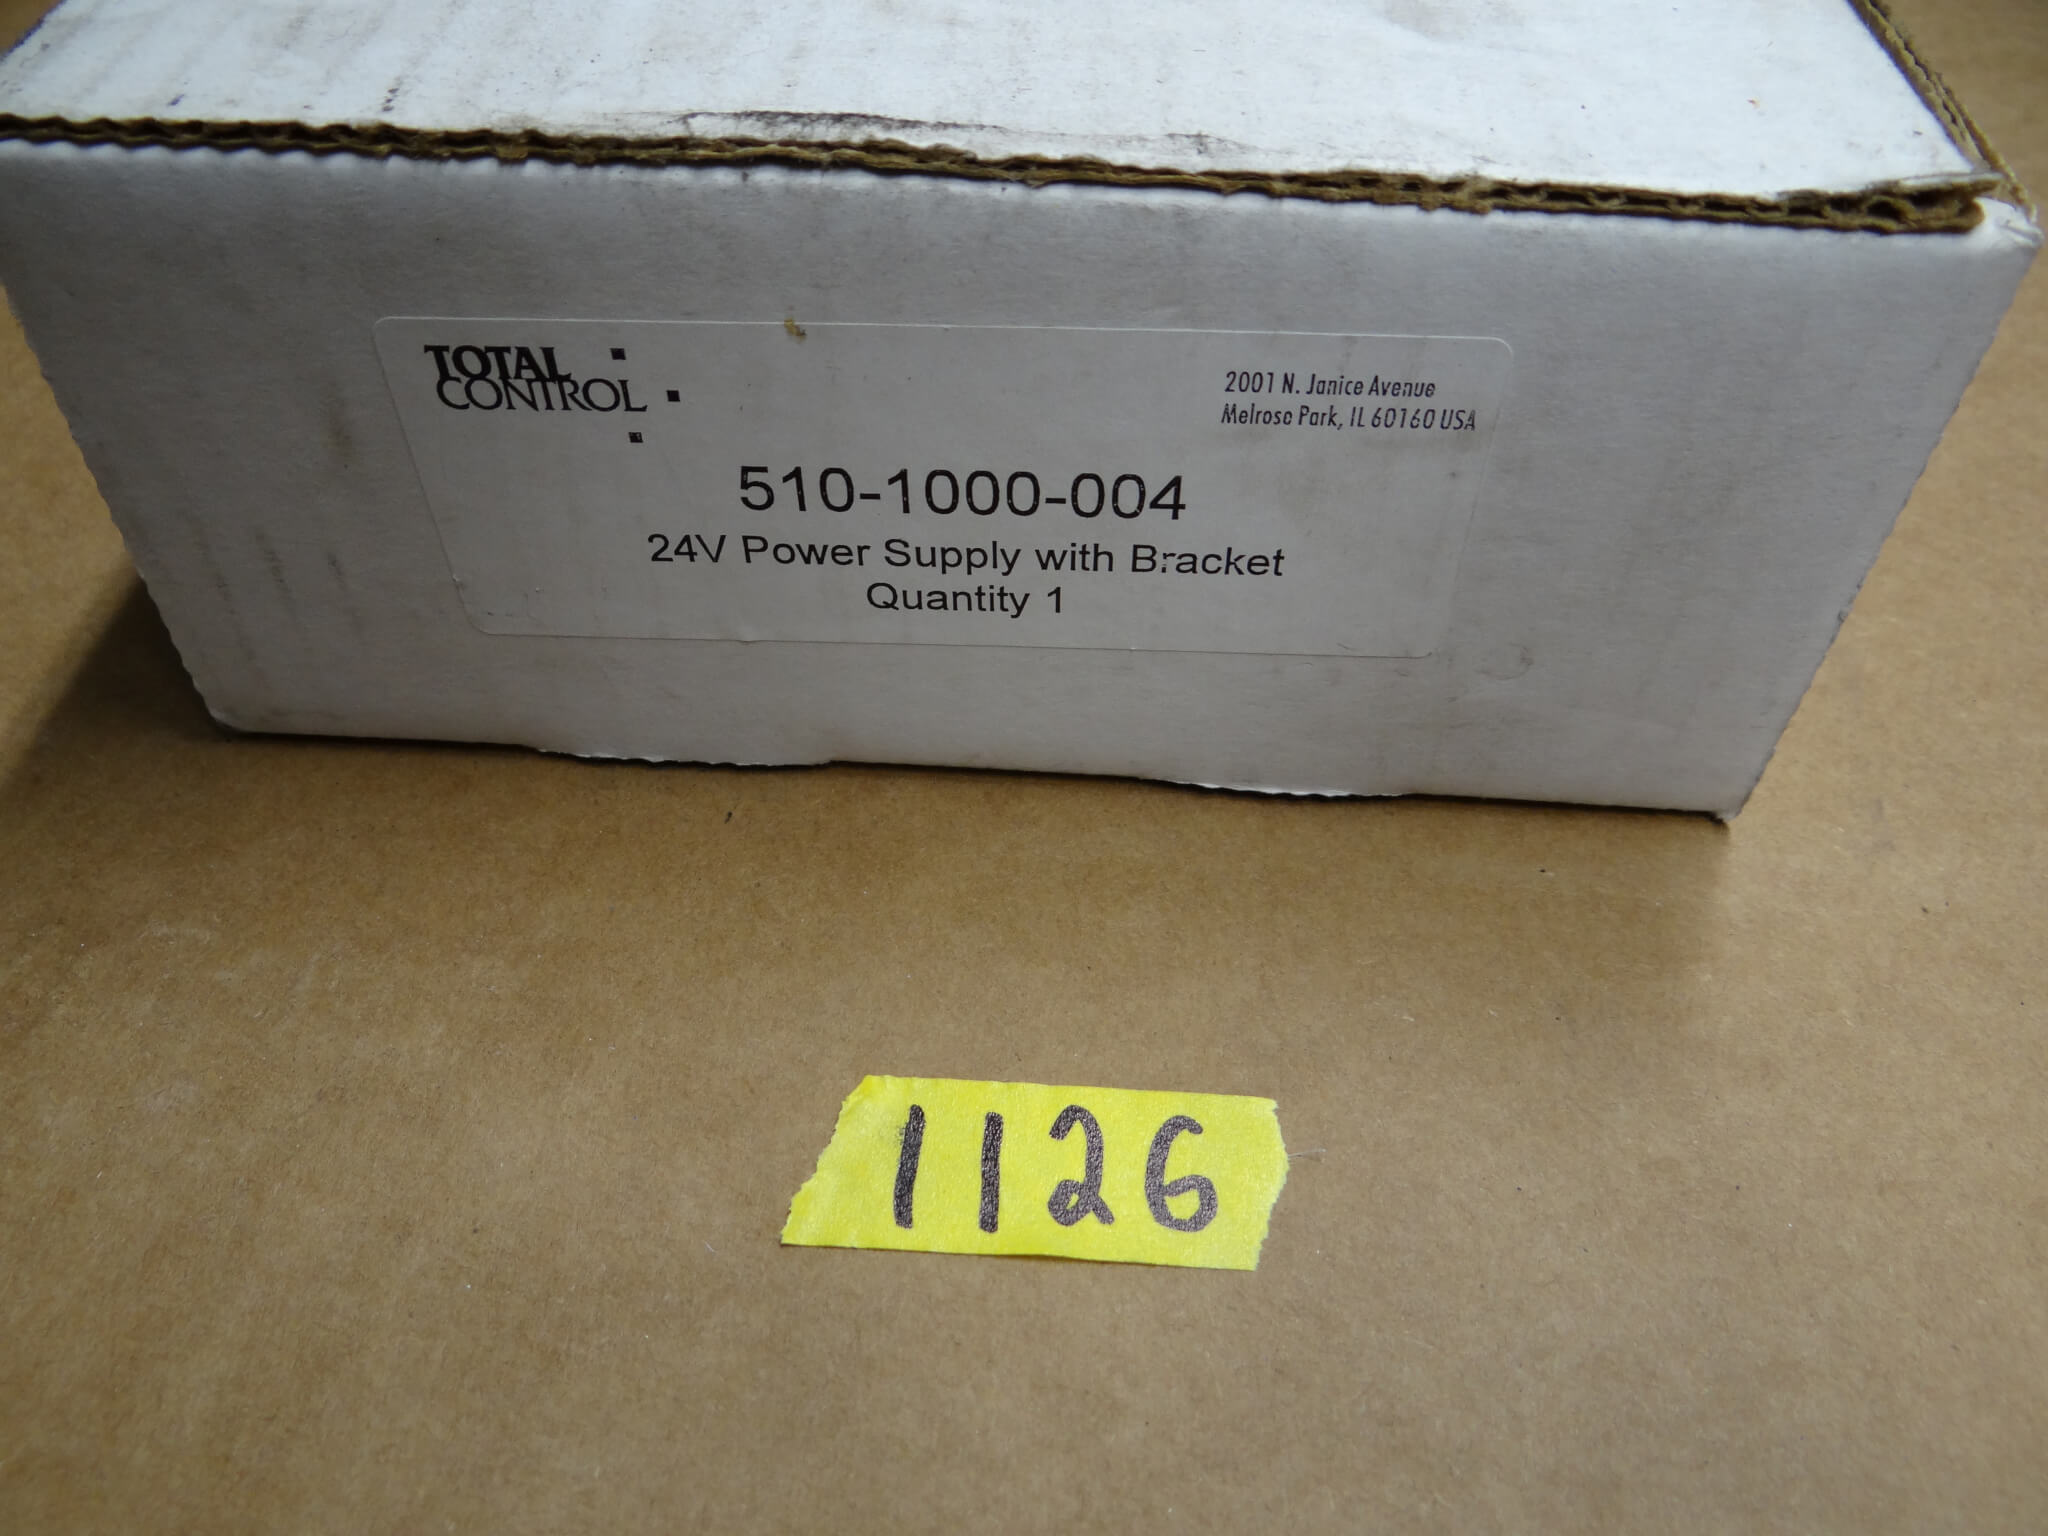 TOTAL
CONTROL
2001 N. Janice Avenue
Melrose Park, IL 60160 USA
510-1000-004
24V Power Supply with Bracket
Quantity 1
1126